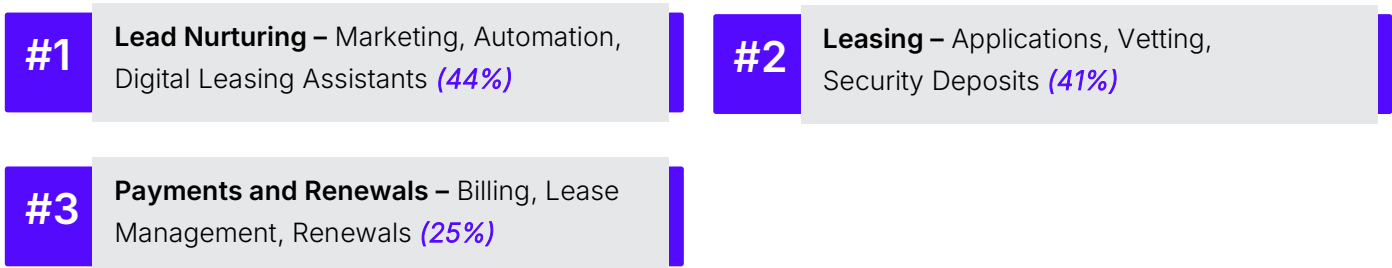 #1
Lead Nurturing – Marketing, Automation,
Digital Leasing Assistants (44%)
#2
Leasing – Applications, Vetting,
Security Deposits (41%)
#3
Payments and Renewals – Billing, Lease
Management, Renewals (25%)